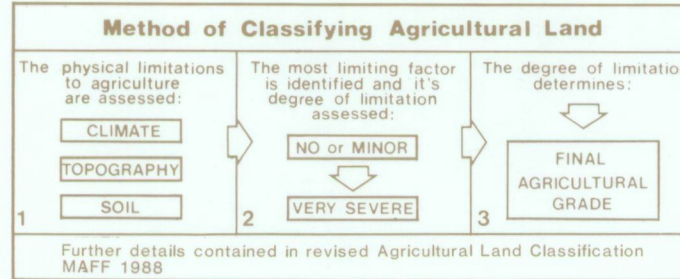 Method of Classifying Agricultural Land
The physical limitations
to agriculture
are assessed:
CLIMATE
TOPOGRAPHY
SOIL
1
The most limiting factor
is identified and it's
degree of limitation
assessed:
NO or MINOR
VERY SEVERE
2
The degree of limitatio
determines:
FINAL
AGRICULTURAL
GRADE
3
Further details contained in revised Agricultural Land Classification
MAFF 1988